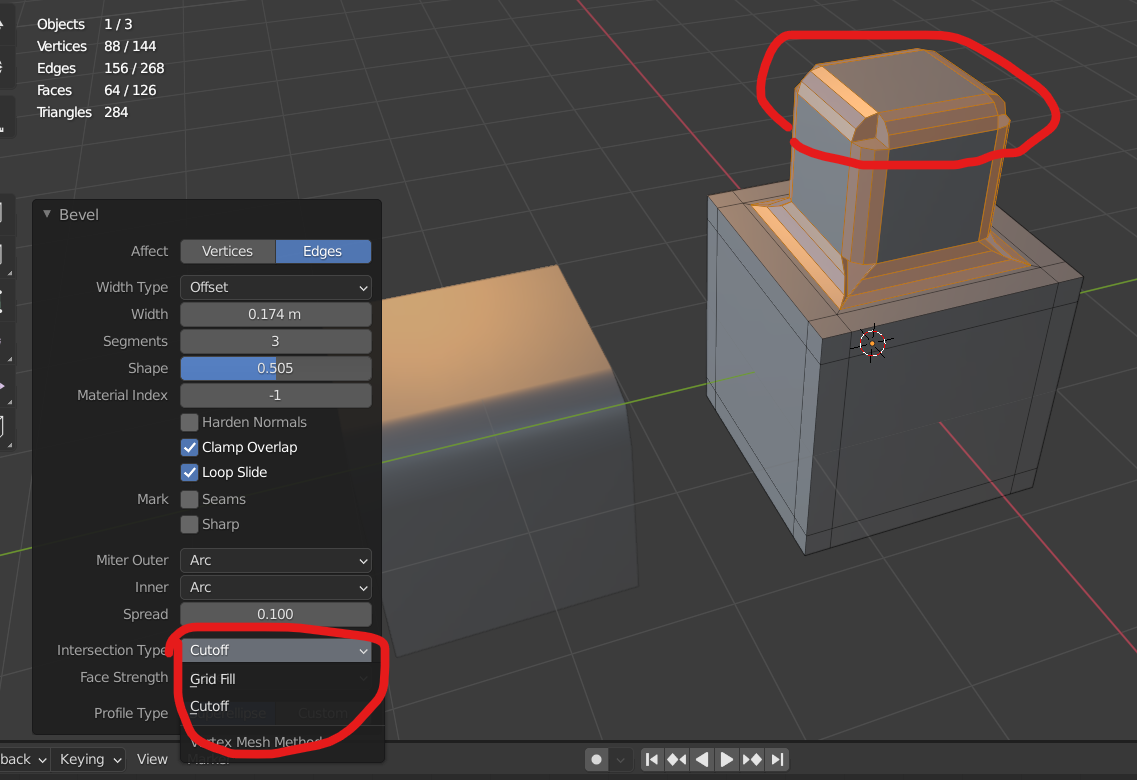 Objects 1 / 3
Vertices 88 / 144
Edges 156 / 268
Faces 64 / 126
Triangles 284
Bevel
Affect Vertices Edges
Width Type Offset
Width 0.174 m
Segments 3
Shape 0.505
Material Index -1
Harden Normals
Clamp Overlap
Loop Slide
Mark Seams
Sharp
Miter Outer Arc
Inner Arc
Spread 0.100
Intersection Type Cutoff
Face Strength Grid Fill
Cutoff
Profile Type Custom
Vertex Mesh Method
back Keying View